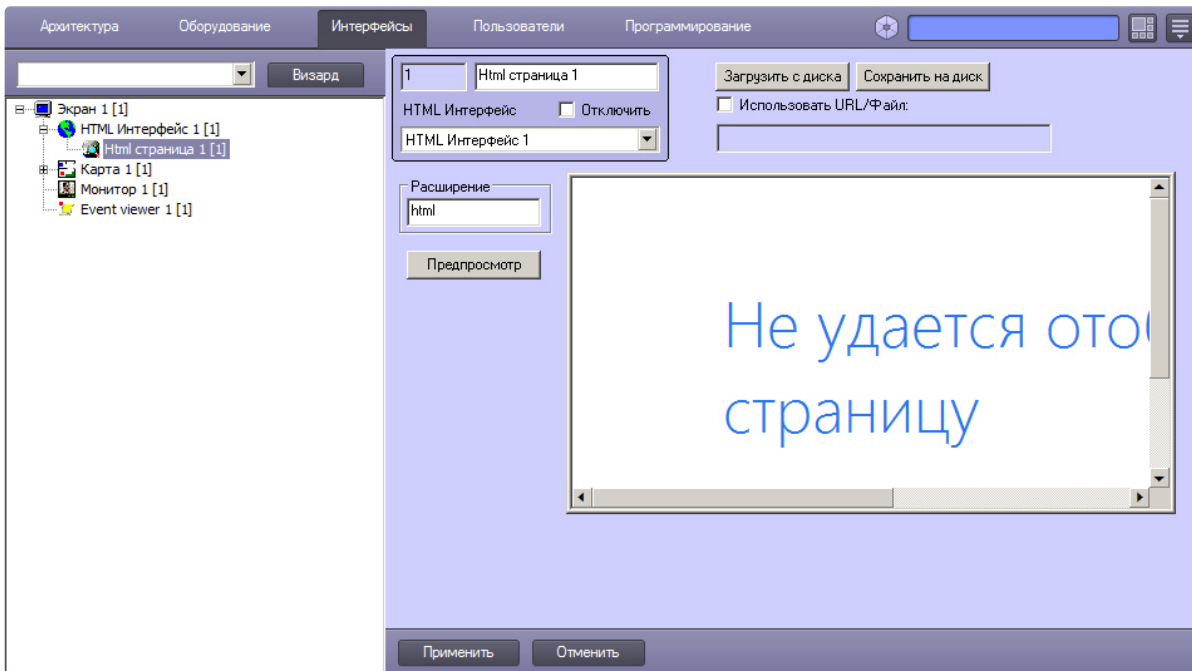 Архитектура Оборудование Интерфейсы Пользователи Программирование
Визард
Экран 1 [1]
HTML Интерфейс 1 [1]
Html страница 1 [1]
Карта 1 [1]
Монитор 1 [1]
Event viewer 1 [1]
1 Html страница 1
HTML Интерфейс Отключить
HTML Интерфейс 1
Загрузить с диска Сохранить на диск
Использовать URL/Файл:
Расширение
html
Предпросмотр
Не удается отоб
страницу
Применить Отменить